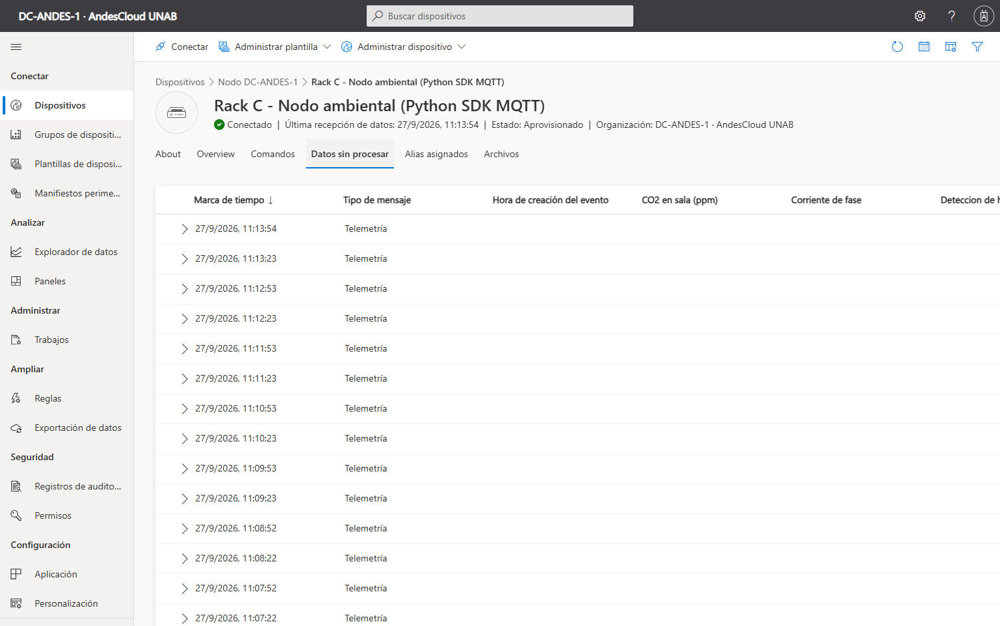 DC-ANDES-1 · AndesCloud UNAB
Buscar dispositivos
Conectar
Dispositivos
Grupos de dispositi...
Plantillas de disposi...
Manifiestos perime...
Analizar
Explorador de datos
Paneles
Administrar
Trabajos
Ampliar
Reglas
Exportación de datos
Seguridad
Registros de audito...
Permisos
Configuración
Aplicación
Personalización
Conectar
Administrar plantilla
Administrar dispositivo
Dispositivos > Nodo DC-ANDES-1 > Rack C - Nodo ambiental (Python SDK MQTT)
Rack C - Nodo ambiental (Python SDK MQTT)
Conectado | Última recepción de datos: 27/9/2026, 11:13:54 | Estado: Aprovisionado | Organización: DC-ANDES-1 · AndesCloud UNAB
About Overview Comandos Datos sin procesar Alias asignados Archivos
Marca de tiempo ↓ Tipo de mensaje Hora de creación del evento CO2 en sala (ppm) Corriente de fase Deteccion de h
27/9/2026, 11:13:54 Telemetría
27/9/2026, 11:13:23 Telemetría
27/9/2026, 11:12:53 Telemetría
27/9/2026, 11:12:23 Telemetría
27/9/2026, 11:11:53 Telemetría
27/9/2026, 11:11:23 Telemetría
27/9/2026, 11:10:53 Telemetría
27/9/2026, 11:10:23 Telemetría
27/9/2026, 11:09:53 Telemetría
27/9/2026, 11:09:23 Telemetría
27/9/2026, 11:08:52 Telemetría
27/9/2026, 11:08:22 Telemetría
27/9/2026, 11:07:52 Telemetría
27/9/2026, 11:07:22 Telemetría